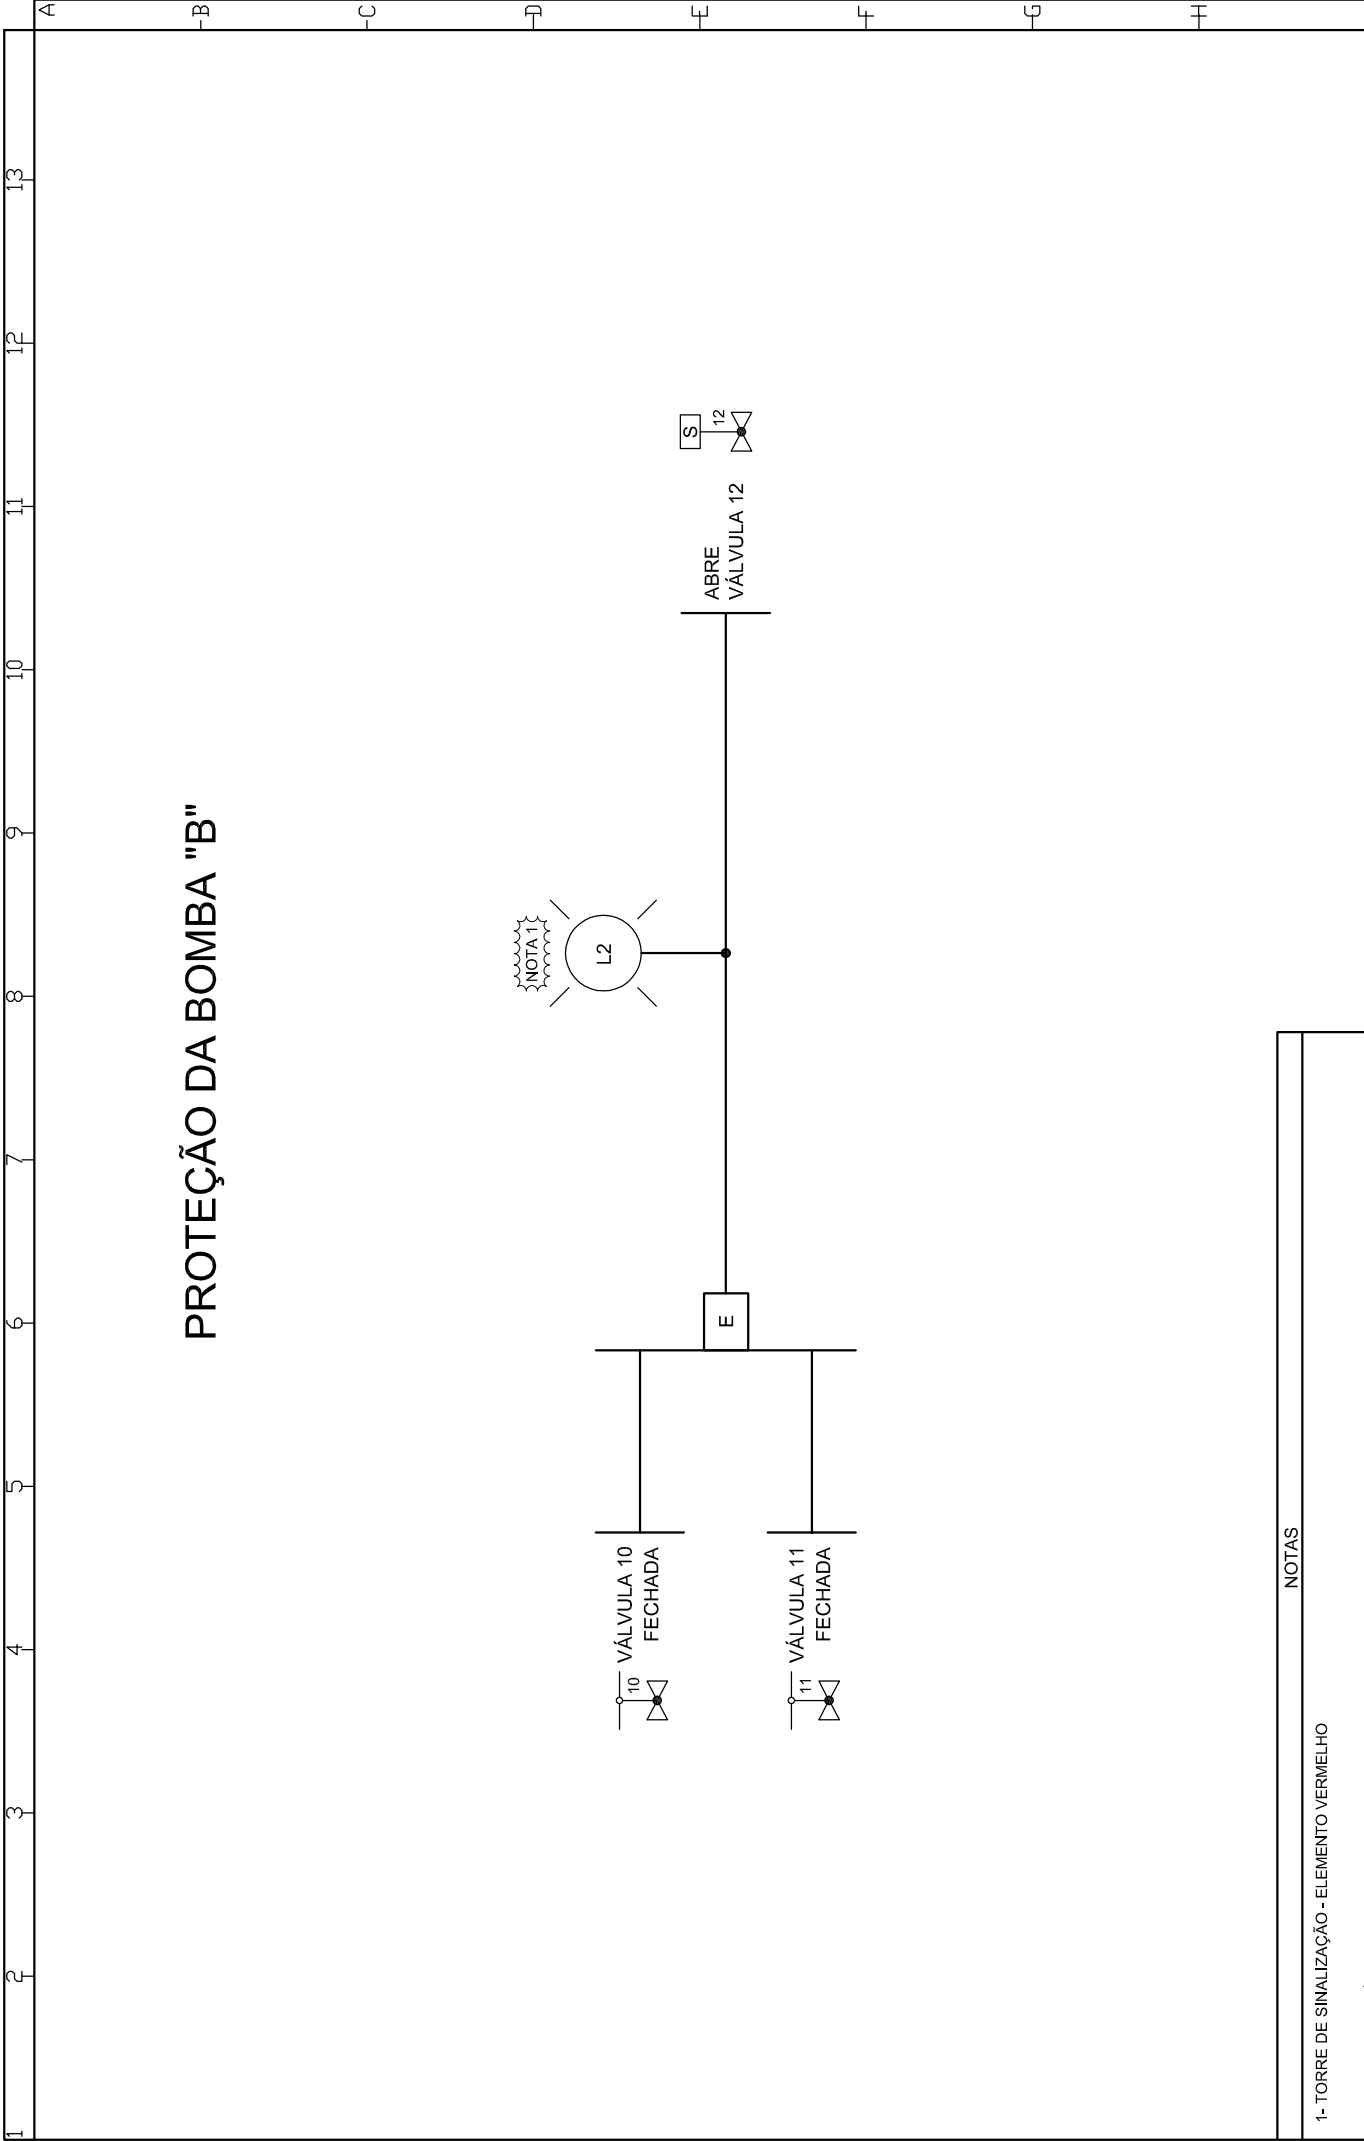 1 2 3 4 5 6 7 8 9 10 11 12 13
A
B
C
D
E
F
G
H
PROTEÇÃO DA BOMBA "B"
NOTA 1
L2
VÁLVULA 10
FECHADA
10
VÁLVULA 11
FECHADA
11
E
ABRE
VÁLVULA 12
S
12
NOTAS
1- TORRE DE SINALIZAÇÃO - ELEMENTO VERMELHO